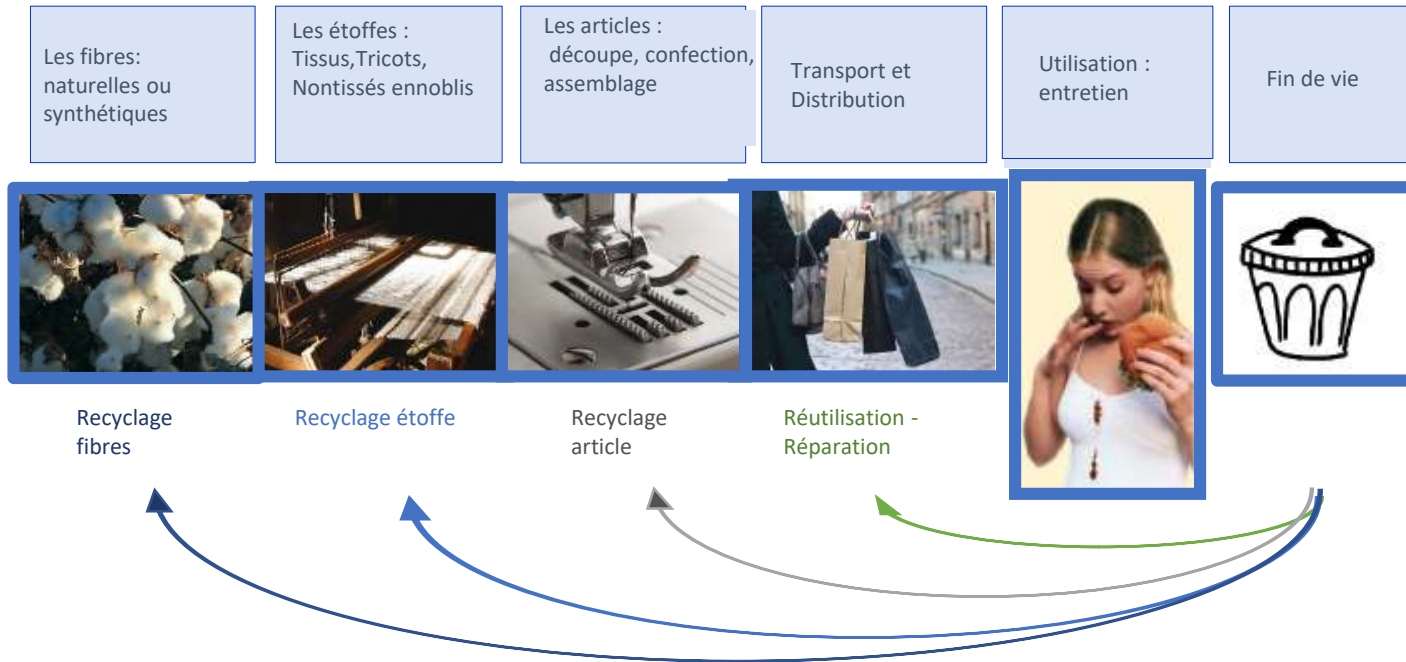 Les fibres:
naturelles ou
synthétiques
Les étoffes :
Tissus,Tricots,
Nontissés ennoblis
Les articles :
découpe, confection,
assemblage
Transport et
Distribution
Utilisation :
entretien
Fin de vie
Recyclage
fibres
Recyclage étoffe
Recyclage
article
Réutilisation -
Réparation